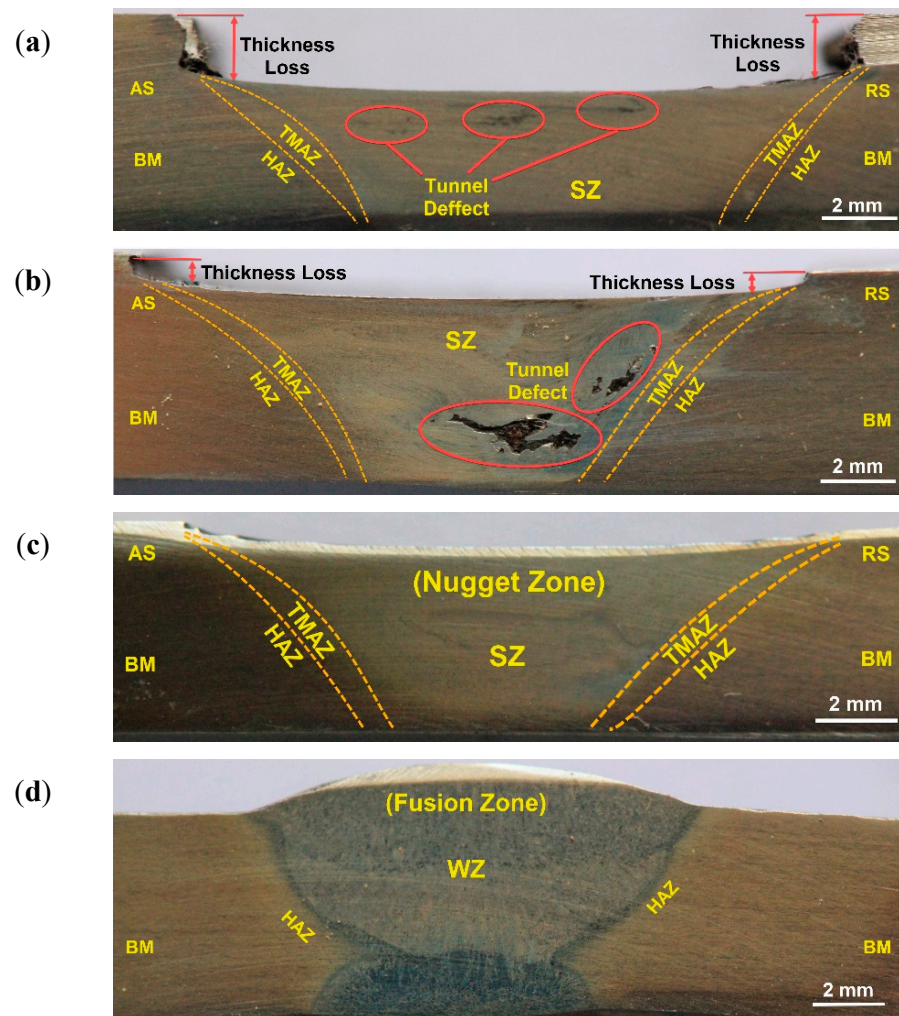 (a)
Thickness
Loss
Thickness
Loss
AS
RS
BM
TMAZ
HAZ
Tunnel
Deffect
SZ
TMAZ
HAZ
BM
2 mm
(b)
Thickness Loss
Thickness Loss
AS
RS
SZ
Tunnel
Defect
TMAZ
HAZ
TMAZ
HAZ
BM
BM
2 mm
(c)
AS
RS
(Nugget Zone)
TMAZ
HAZ
SZ
TMAZ
HAZ
BM
BM
2 mm
(d)
(Fusion Zone)
WZ
HAZ
HAZ
BM
BM
2 mm